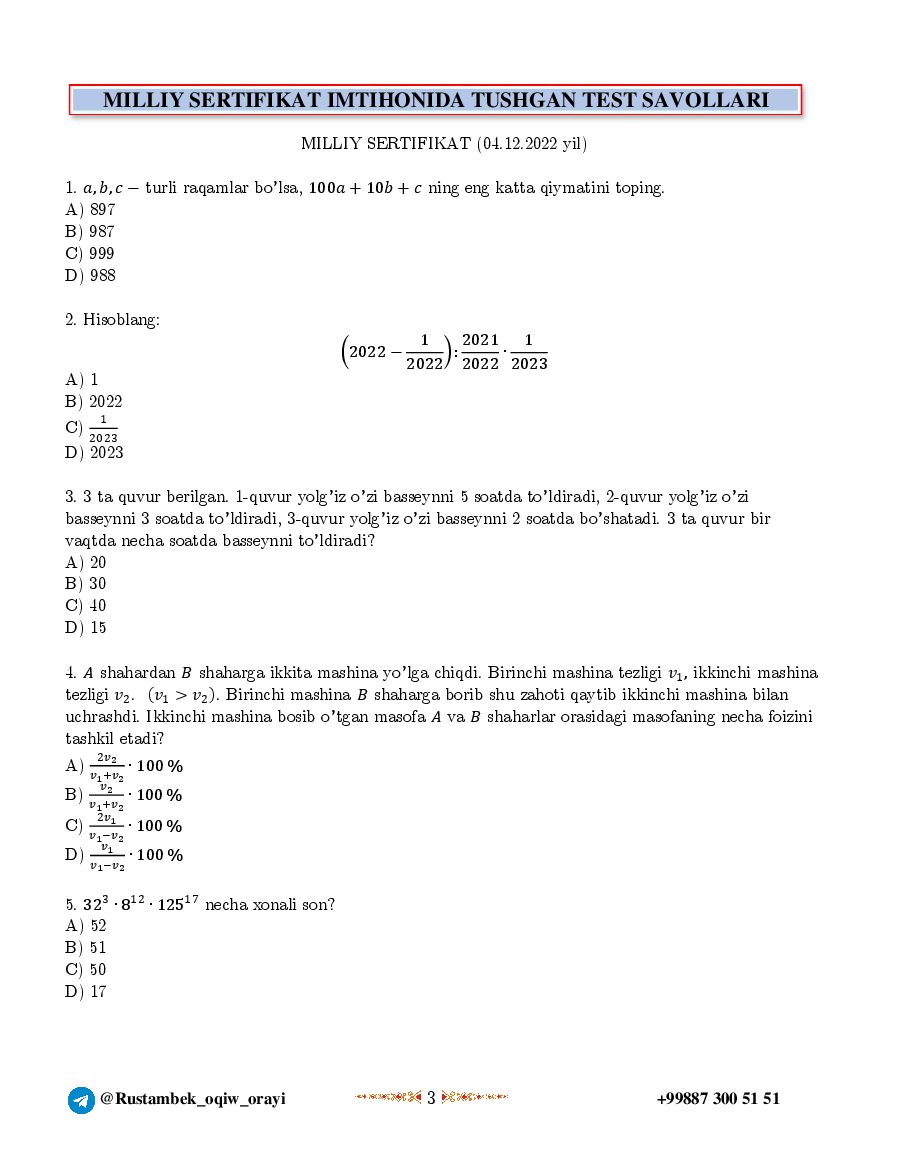 MILLIY SERTIFIKAT IMTIHONIDA TUSHGAN TEST SAVOLLARI
MILLIY SERTIFIKAT (04.12.2022 yil)
1. a, b, c − turli raqamlar bo'lsa, 100a + 10b + c ning eng katta qiymatini toping.
A) 897
B) 987
C) 999
D) 988
2. Hisoblang:
(2022 − 1/2022) : 2021/2022 · 1/2023
A) 1
B) 2022
C) 1/2023
D) 2023
3. 3 ta quvur berilgan. 1-quvur yolg'iz o'zi basseynni 5 soatda to'ldiradi, 2-quvur yolg'iz o'zi
basseynni 3 soatda to'ldiradi, 3-quvur yolg'iz o'zi basseynni 2 soatda bo'shatadi. 3 ta quvur bir
vaqtda necha soatda basseynni to'ldiradi?
A) 20
B) 30
C) 40
D) 15
4. A shahardan B shaharga ikkita mashina yo'lga chiqdi. Birinchi mashina tezligi v₁, ikkinchi mashina
tezligi v₂. (v₁ > v₂). Birinchi mashina B shaharga borib shu zahoti qaytib ikkinchi mashina bilan
uchrashdi. Ikkinchi mashina bosib o'tgan masofa A va B shaharlar orasidagi masofaning necha foizini
tashkil etadi?
A) 2v₂/(v₁+v₂) · 100 %
B) v₂/(v₁+v₂) · 100 %
C) 2v₁/(v₁−v₂) · 100 %
D) v₁/(v₁−v₂) · 100 %
5. 32³ · 8¹² · 125¹⁷ necha xonali son?
A) 52
B) 51
C) 50
D) 17
@Rustambek_oqiw_orayi 3 +99887 300 51 51